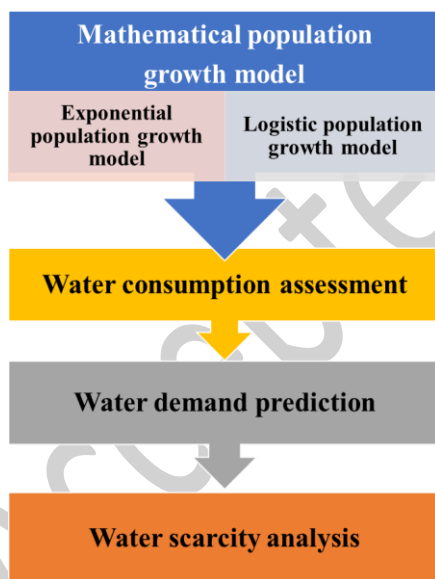 Mathematical population
growth model
Exponential
population growth
model
Logistic population
growth model
Water consumption assessment
Water demand prediction
Water scarcity analysis